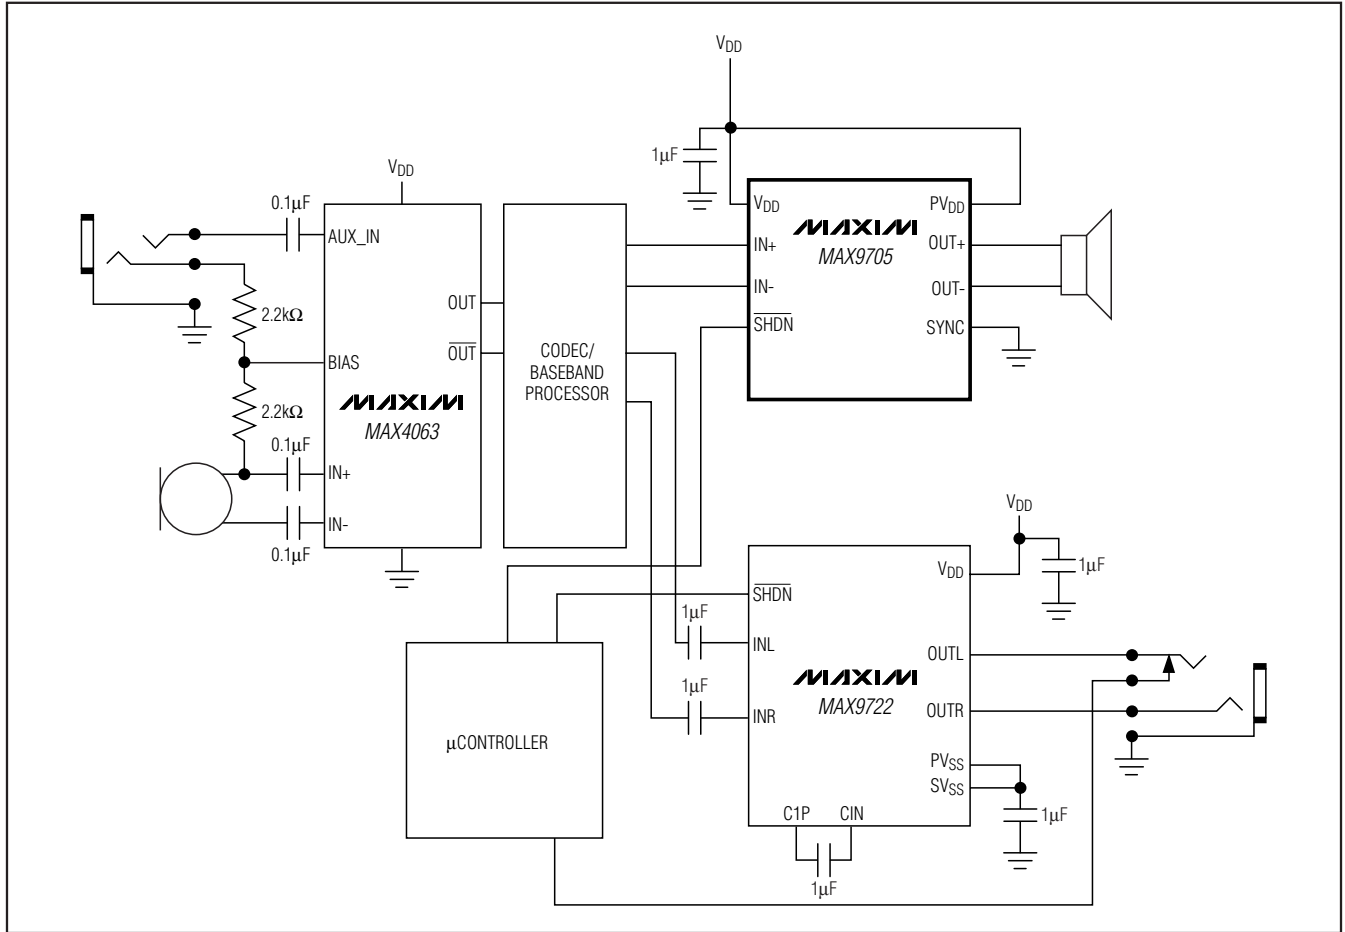 VDD
1µF
VDD
PVDD
MAXIM
MAX9705
IN+
OUT+
IN-
OUT-
SHDN
SYNC
VDD
0.1µF
AUX_IN
2.2kΩ
OUT
OUT
BIAS
MAXIM
MAX4063
2.2kΩ
0.1µF
IN+
IN-
0.1µF
CODEC/
BASEBAND
PROCESSOR
VDD
1µF
VDD
SHDN
1µF
INL
OUTL
MAXIM
MAX9722
1µF
INR
OUTR
PVSS
SVSS
1µF
C1P
CIN
1µF
µCONTROLLER